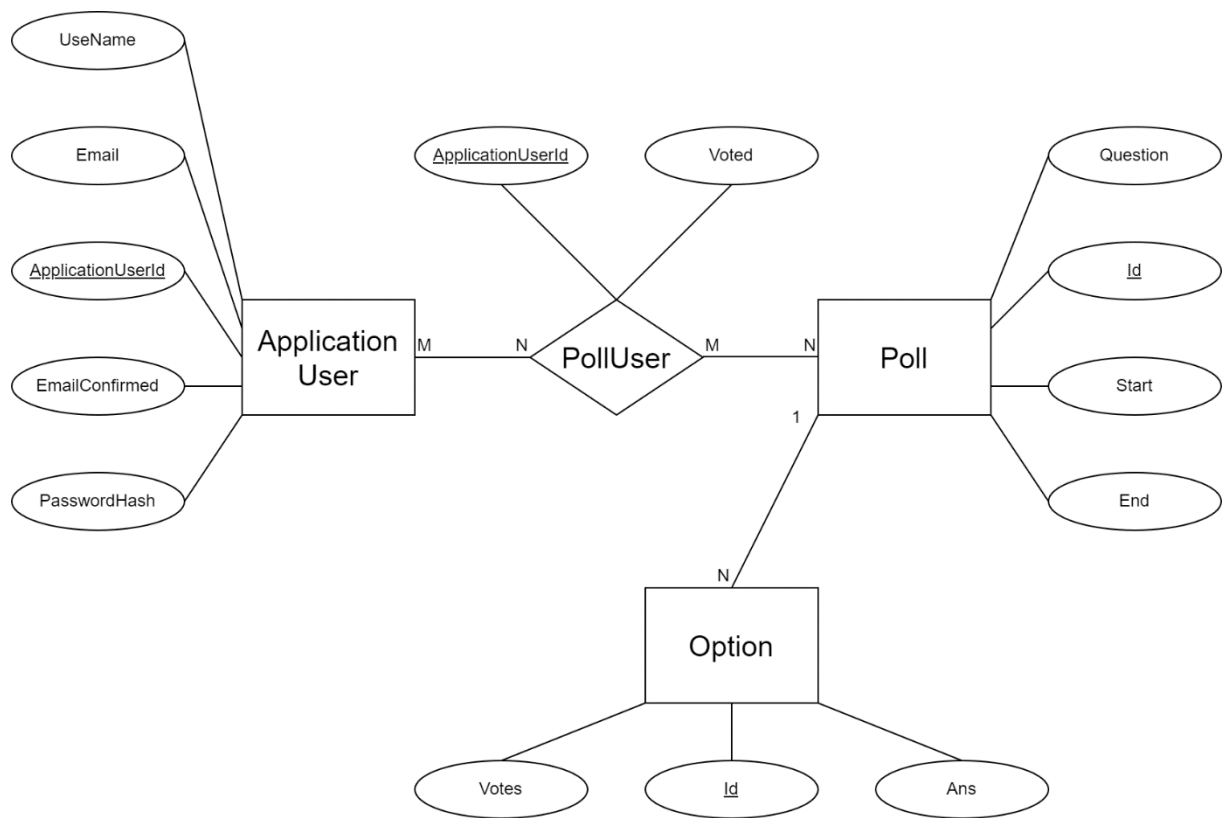 UseName
Email
ApplicationUserId
Voted
Question
ApplicationUserId
Id
Application
User
M
N
PollUser
M
N
Poll
EmailConfirmed
Start
1
PasswordHash
End
N
Option
Votes
Id
Ans